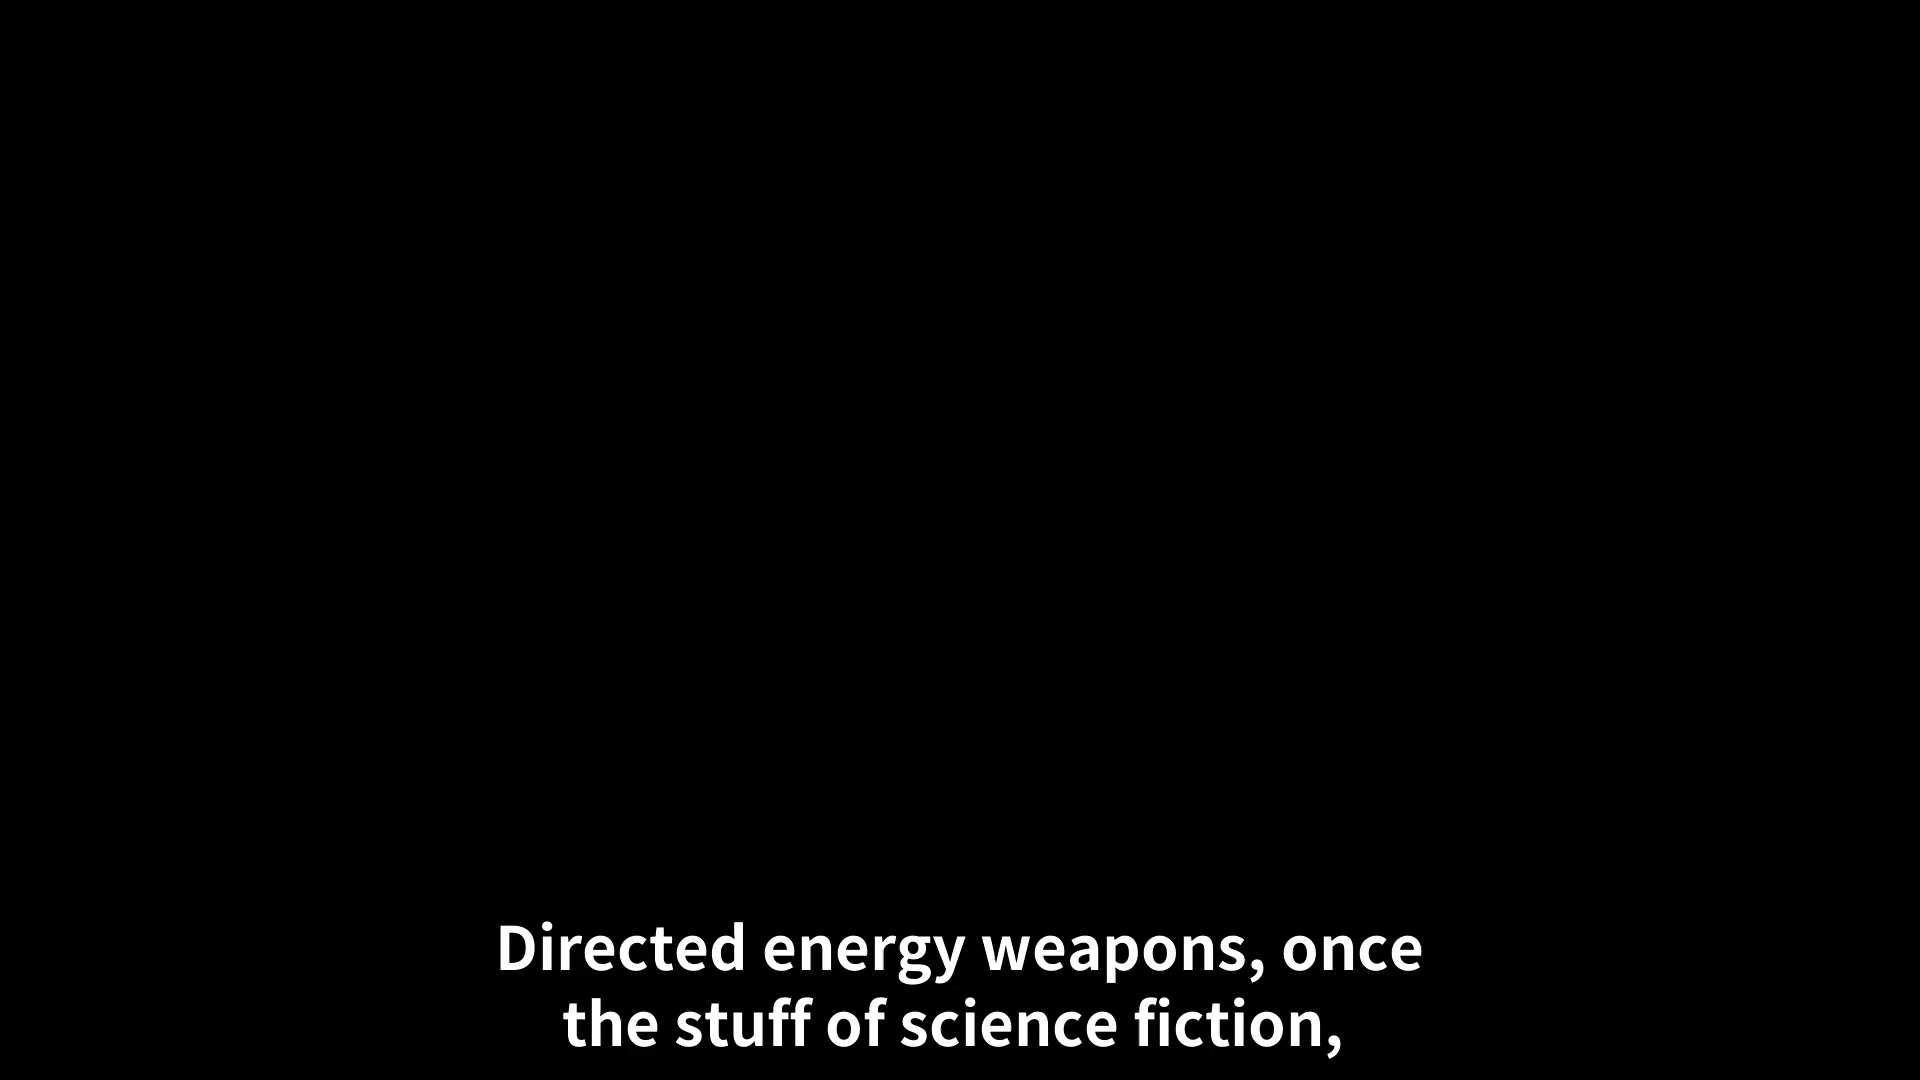 Directed energy weapons, once
the stuff of science fiction,